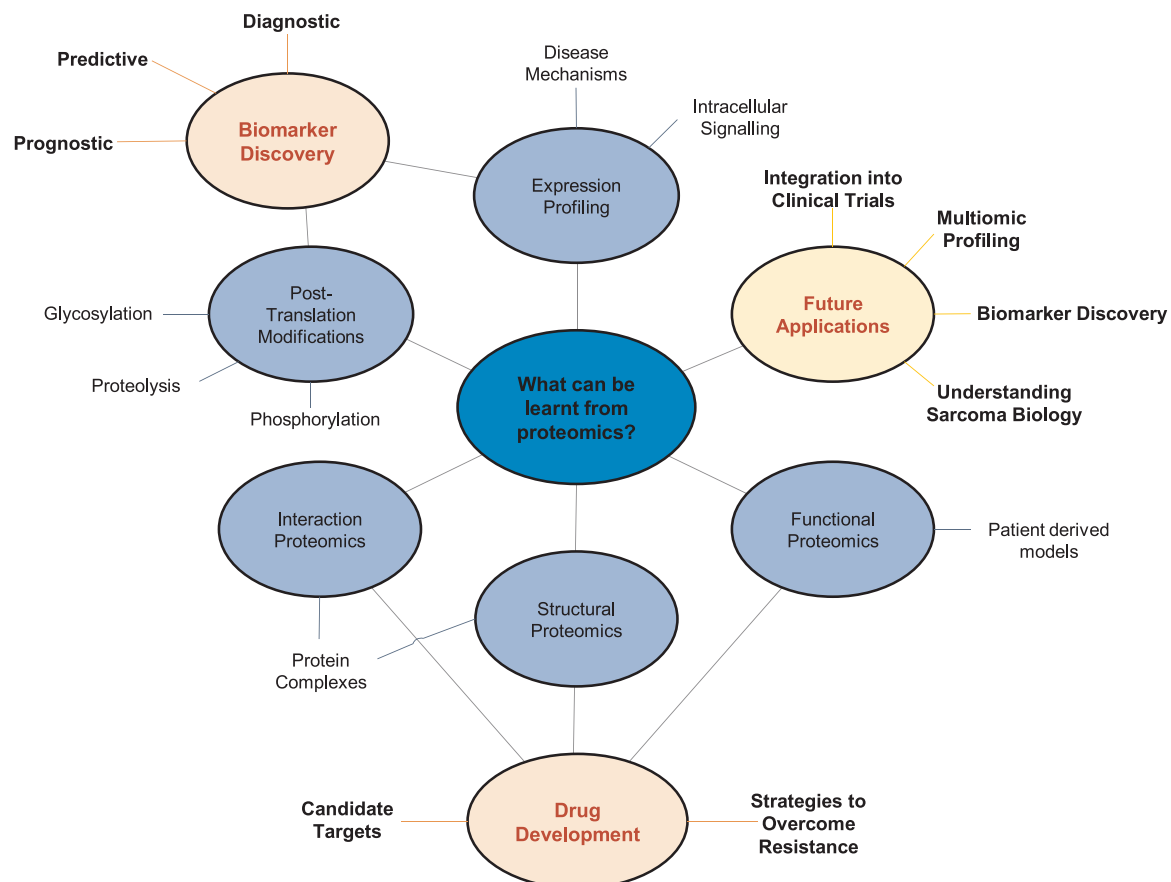 Diagnostic
Predictive
Prognostic
Biomarker
Discovery
Disease
Mechanisms
Intracellular
Signalling
Expression
Profiling
Integration into
Clinical Trials
Multiomic
Profiling
Future
Applications
Biomarker Discovery
Understanding
Sarcoma Biology
Post-
Translation
Modifications
Glycosylation
Proteolysis
Phosphorylation
What can be
learnt from
proteomics?
Interaction
Proteomics
Functional
Proteomics
Patient derived
models
Structural
Proteomics
Protein
Complexes
Candidate
Targets
Drug
Development
Strategies to
Overcome
Resistance